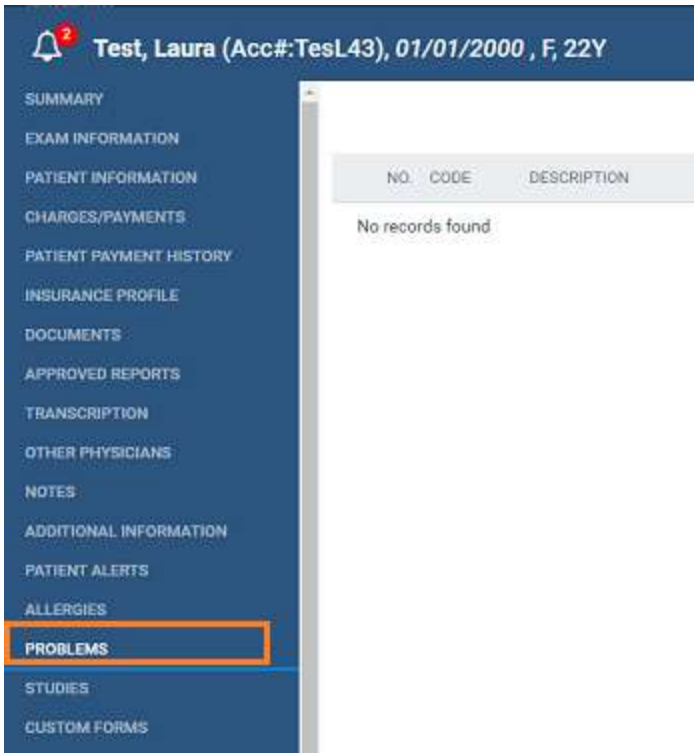 2
Test, Laura (Acc#:TesL43), 01/01/2000 , F, 22Y
SUMMARY
EXAM INFORMATION
PATIENT INFORMATION
CHARGES/PAYMENTS
PATIENT PAYMENT HISTORY
INSURANCE PROFILE
DOCUMENTS
APPROVED REPORTS
TRANSCRIPTION
OTHER PHYSICIANS
NOTES
ADDITIONAL INFORMATION
PATIENT ALERTS
ALLERGIES
PROBLEMS
STUDIES
CUSTOM FORMS
NO. CODE DESCRIPTION
No records found